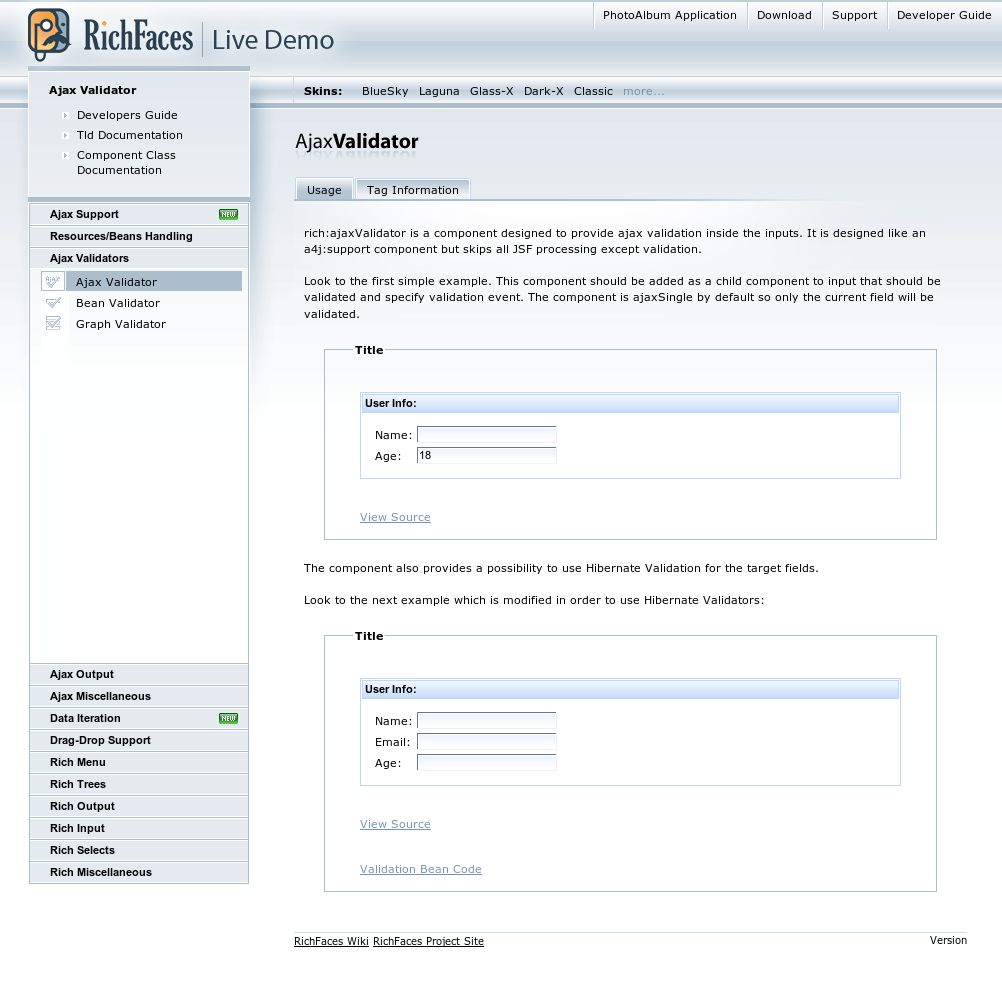 PhotoAlbum Application Download Support Developer Guide
RichFaces Live Demo
Skins: BlueSky Laguna Glass-X Dark-X Classic more...
Ajax Validator
Developers Guide
Tld Documentation
Component Class
Documentation
Ajax Support NEW
Resources/Beans Handling
Ajax Validators
Ajax Validator
Bean Validator
Graph Validator
Ajax Output
Ajax Miscellaneous
Data Iteration NEW
Drag-Drop Support
Rich Menu
Rich Trees
Rich Output
Rich Input
Rich Selects
Rich Miscellaneous
AjaxValidator
Usage Tag Information
rich:ajaxValidator is a component designed to provide ajax validation inside the inputs. It is designed like an
a4j:support component but skips all JSF processing except validation.
Look to the first simple example. This component should be added as a child component to input that should be
validated and specify validation event. The component is ajaxSingle by default so only the current field will be
validated.
Title
User Info:
Name:
Age: 18
View Source
The component also provides a possibility to use Hibernate Validation for the target fields.
Look to the next example which is modified in order to use Hibernate Validators:
Title
User Info:
Name:
Email:
Age:
View Source
Validation Bean Code
RichFaces Wiki RichFaces Project Site Version